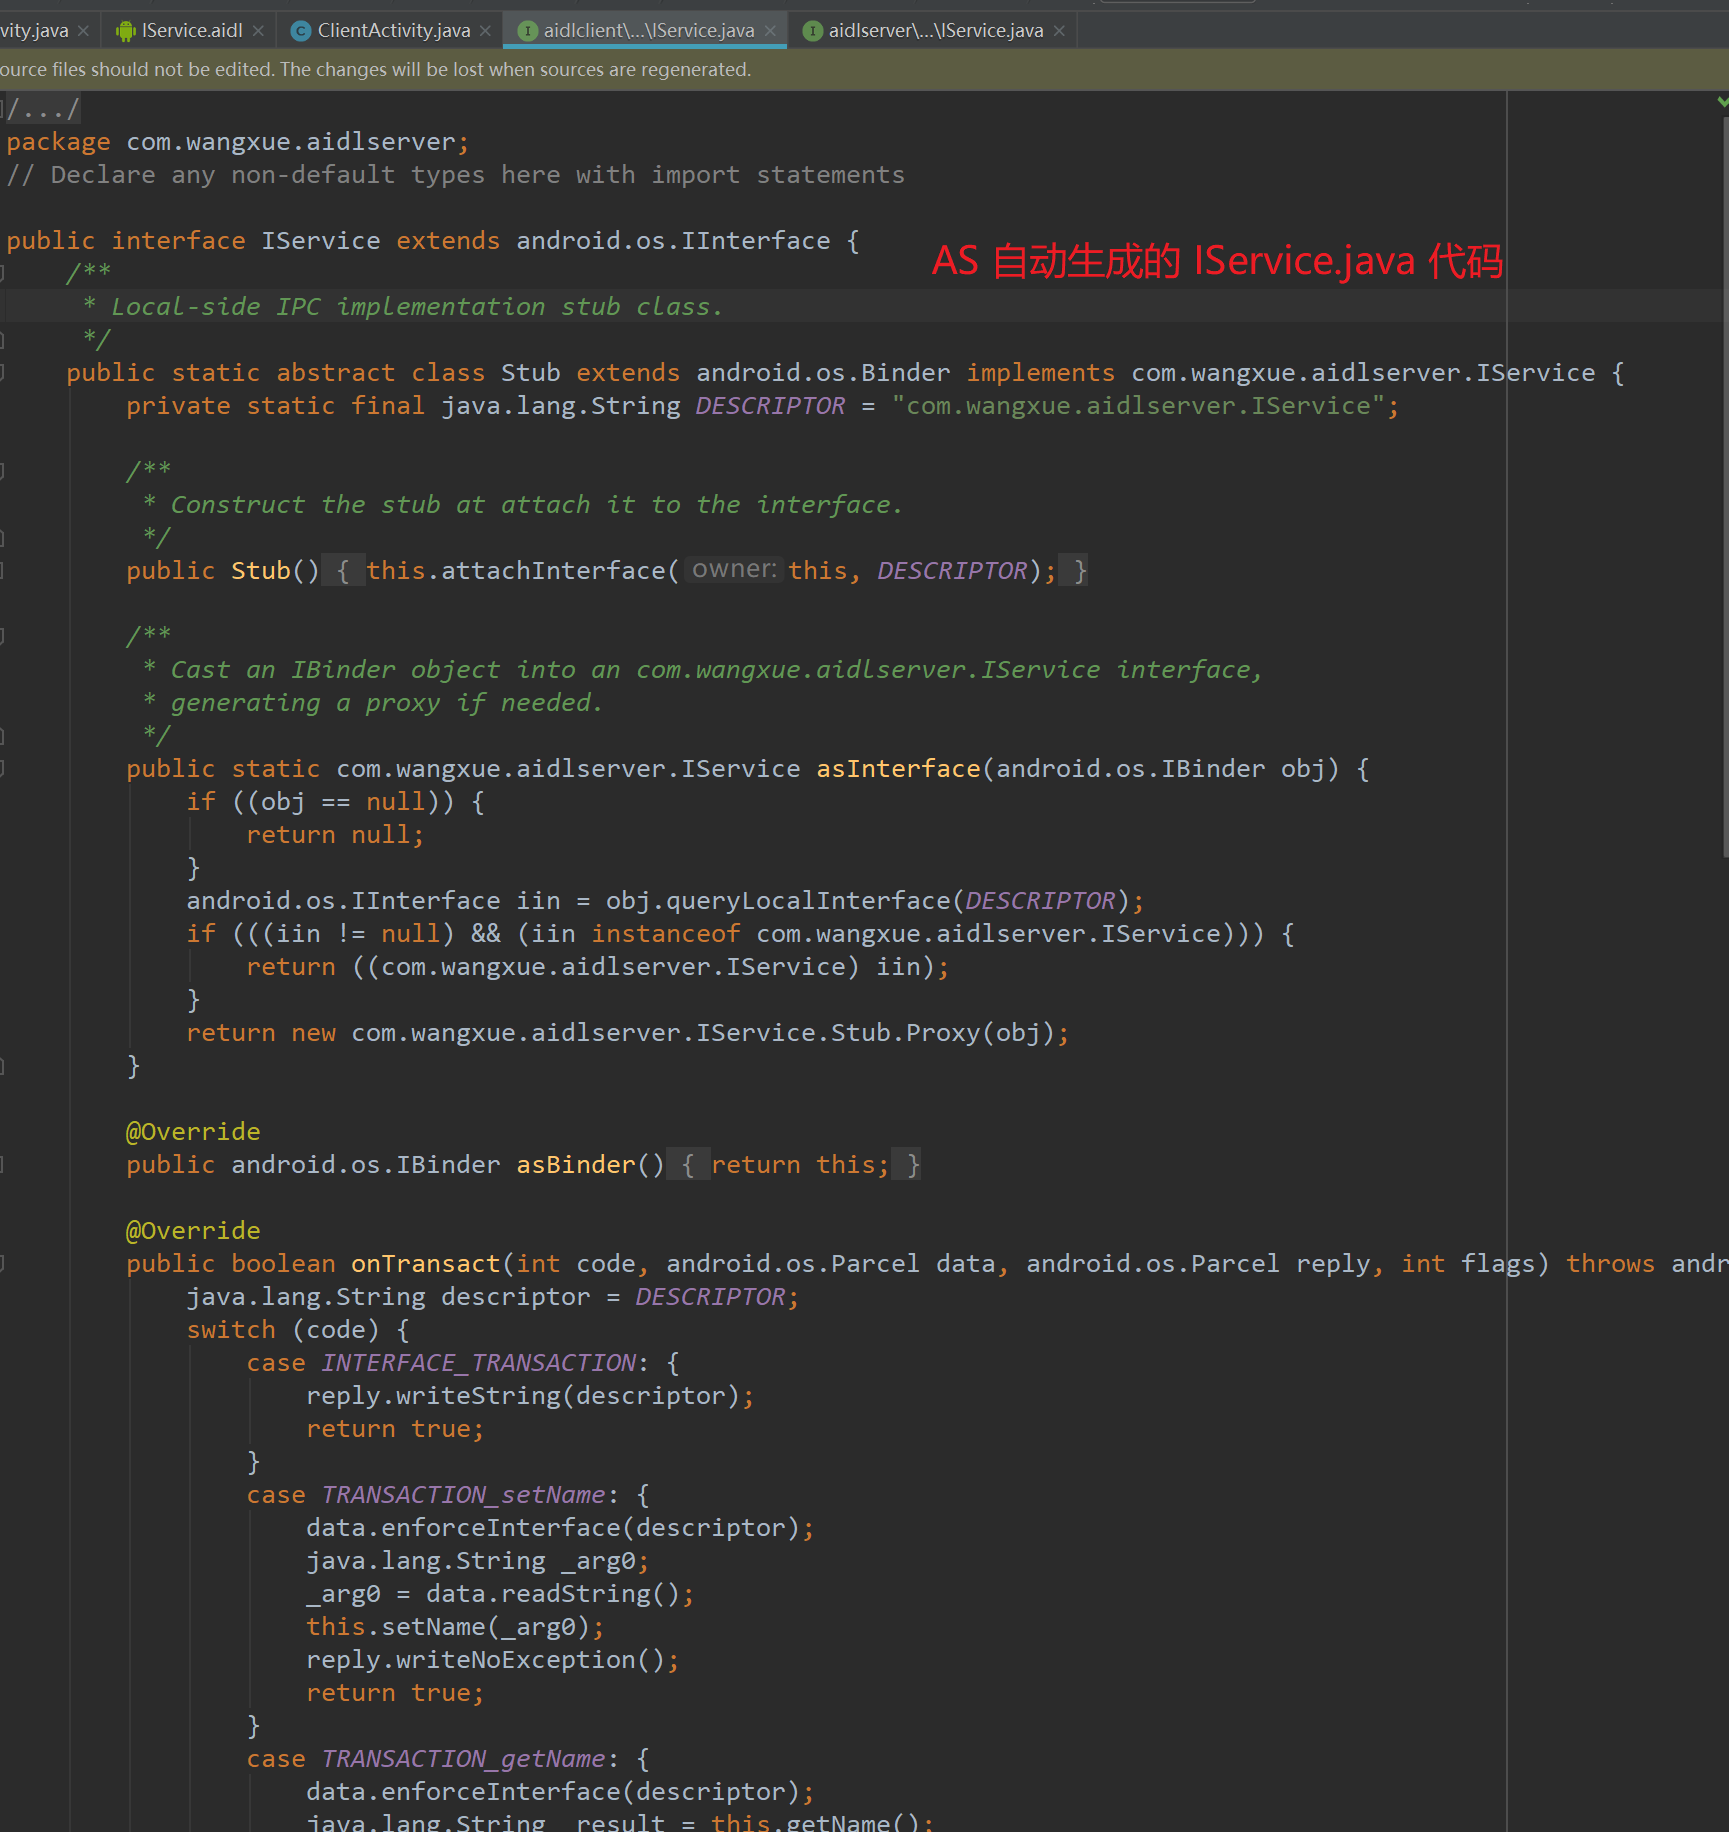 vity.java IService.aidl ClientActivity.java aidlclient\...\IService.java aidlserver\...\IService.java
ource files should not be edited. The changes will be lost when sources are regenerated.
/.../
package com.wangxue.aidlserver;
// Declare any non-default types here with import statements
public interface IService extends android.os.IInterface {
AS 自动生成的 IService.java 代码
/**
* Local-side IPC implementation stub class.
*/
public static abstract class Stub extends android.os.Binder implements com.wangxue.aidlserver.IService {
private static final java.lang.String DESCRIPTOR = "com.wangxue.aidlserver.IService";
/**
* Construct the stub at attach it to the interface.
*/
public Stub() { this.attachInterface( owner: this, DESCRIPTOR); }
/**
* Cast an IBinder object into an com.wangxue.aidlserver.IService interface,
* generating a proxy if needed.
*/
public static com.wangxue.aidlserver.IService asInterface(android.os.IBinder obj) {
if ((obj == null)) {
return null;
}
android.os.IInterface iin = obj.queryLocalInterface(DESCRIPTOR);
if (((iin != null) && (iin instanceof com.wangxue.aidlserver.IService))) {
return ((com.wangxue.aidlserver.IService) iin);
}
return new com.wangxue.aidlserver.IService.Stub.Proxy(obj);
}
@Override
public android.os.IBinder asBinder() { return this; }
@Override
public boolean onTransact(int code, android.os.Parcel data, android.os.Parcel reply, int flags) throws andr
java.lang.String descriptor = DESCRIPTOR;
switch (code) {
case INTERFACE_TRANSACTION: {
reply.writeString(descriptor);
return true;
}
case TRANSACTION_setName: {
data.enforceInterface(descriptor);
java.lang.String _arg0;
_arg0 = data.readString();
this.setName(_arg0);
reply.writeNoException();
return true;
}
case TRANSACTION_getName: {
data.enforceInterface(descriptor);
java.lang.String _result = this.getName();